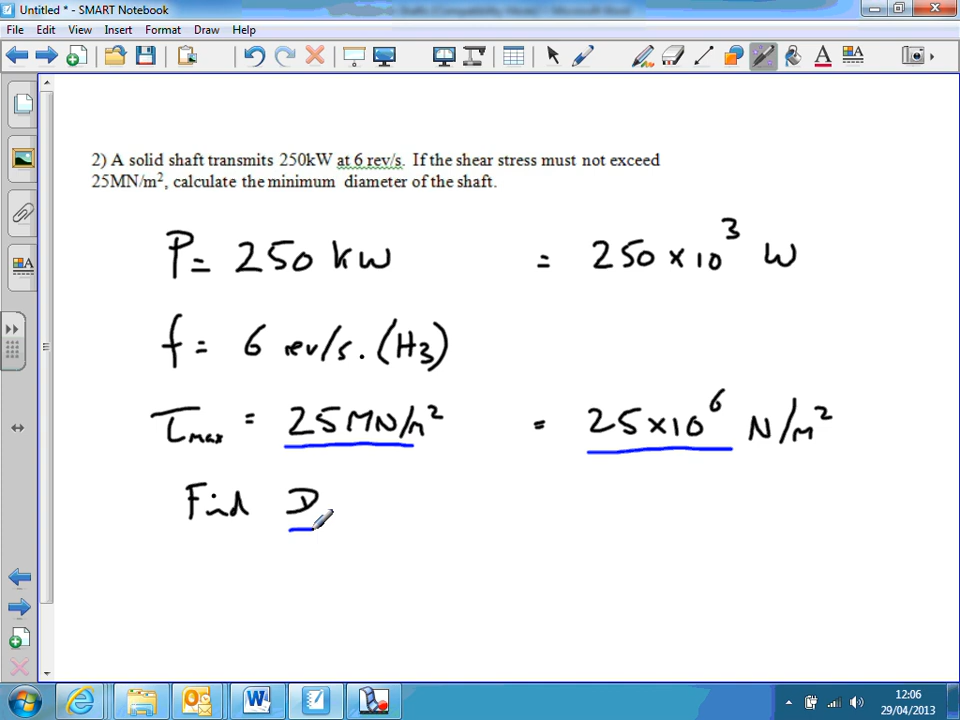 Untitled * - SMART Notebook
File Edit View Insert Format Draw Help
2) A solid shaft transmits 250kW at 6 rev/s. If the shear stress must not exceed
25MN/m², calculate the minimum diameter of the shaft.
P = 250 kW = 250 × 10³ W
f = 6 rev/s. (Hz)
τmax = 25 MN/m² = 25 × 10⁶ N/m²
Find D
12:06
29/04/2013